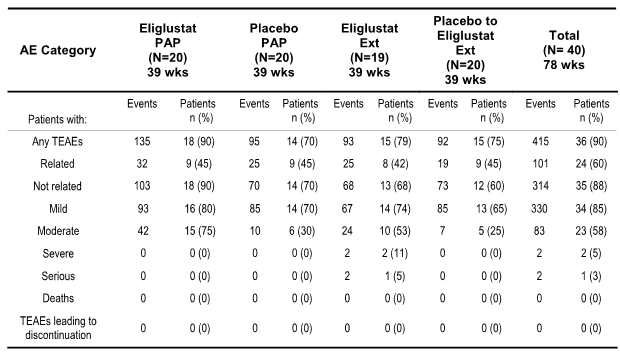 AE Category Eliglustat PAP (N=20) 39 wks Placebo PAP (N=20) 39 wks Eliglustat Ext (N=19) 39 wks Placebo to Eliglustat Ext (N=20) 39 wks Total (N= 40) 78 wks
Patients with: Events Patients n (%) Events Patients n (%) Events Patients n (%) Events Patients n (%) Events Patients n (%)
Any TEAEs 135 18 (90) 95 14 (70) 93 15 (79) 92 15 (75) 415 36 (90)
Related 32 9 (45) 25 9 (45) 25 8 (42) 19 9 (45) 101 24 (60)
Not related 103 18 (90) 70 14 (70) 68 13 (68) 73 12 (60) 314 35 (88)
Mild 93 16 (80) 85 14 (70) 67 14 (74) 85 13 (65) 330 34 (85)
Moderate 42 15 (75) 10 6 (30) 24 10 (53) 7 5 (25) 83 23 (58)
Severe 0 0 (0) 0 0 (0) 2 2 (11) 0 0 (0) 2 2 (5)
Serious 0 0 (0) 0 0 (0) 2 1 (5) 0 0 (0) 2 1 (3)
Deaths 0 0 (0) 0 0 (0) 0 0 (0) 0 0 (0) 0 0 (0)
TEAEs leading to discontinuation 0 0 (0) 0 0 (0) 0 0 (0) 0 0 (0) 0 0 (0)